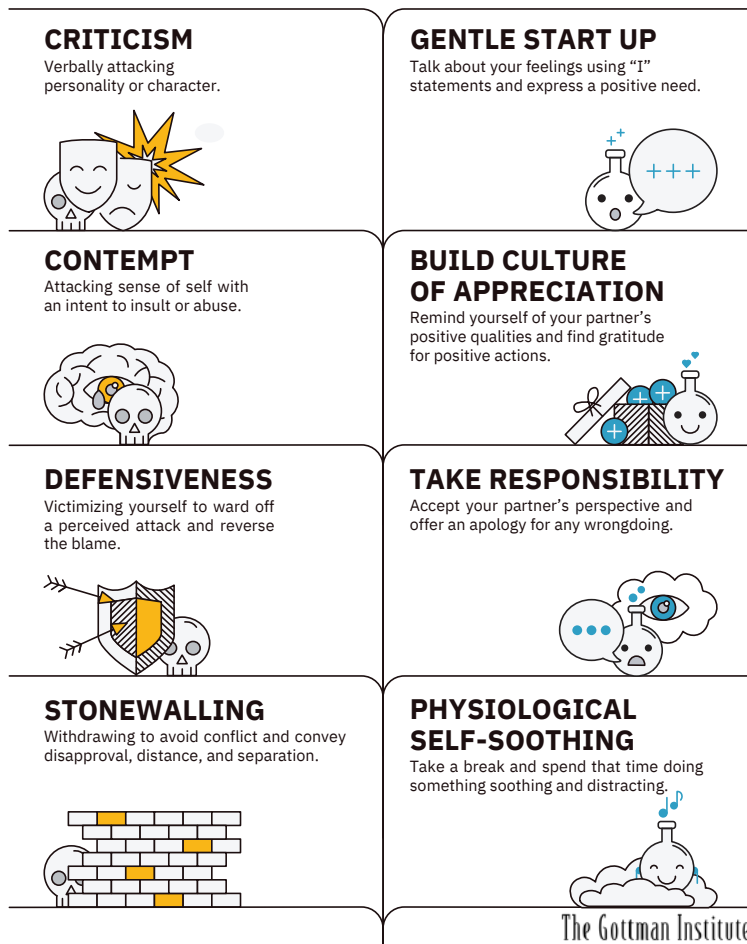 CRITICISM
Verbally attacking
personality or character.
GENTLE START UP
Talk about your feelings using “I”
statements and express a positive need.
CONTEMPT
Attacking sense of self with
an intent to insult or abuse.
BUILD CULTURE
OF APPRECIATION
Remind yourself of your partner’s
positive qualities and find gratitude
for positive actions.
DEFENSIVENESS
Victimizing yourself to ward off
a perceived attack and reverse
the blame.
TAKE RESPONSIBILITY
Accept your partner’s perspective and
offer an apology for any wrongdoing.
STONEWALLING
Withdrawing to avoid conflict and convey
disapproval, distance, and separation.
PHYSIOLOGICAL
SELF-SOOTHING
Take a break and spend that time doing
something soothing and distracting.
The Gottman Institute